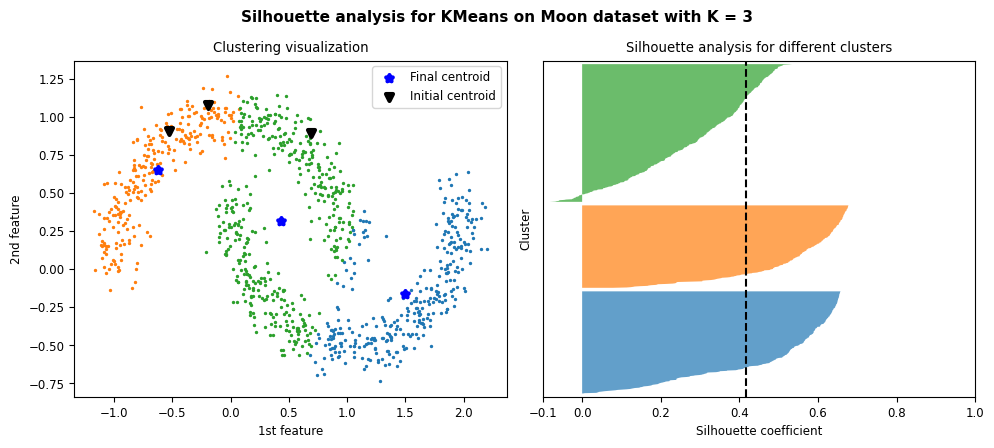 Silhouette analysis for KMeans on Moon dataset with K = 3
Clustering visualization
Final centroid
Initial centroid
1.25
1.00
0.75
0.50
0.25
0.00
−0.25
−0.50
−0.75
2nd feature
−1.0 −0.5 0.0 0.5 1.0 1.5 2.0
1st feature
Silhouette analysis for different clusters
Cluster
−0.1 0.0 0.2 0.4 0.6 0.8 1.0
Silhouette coefficient